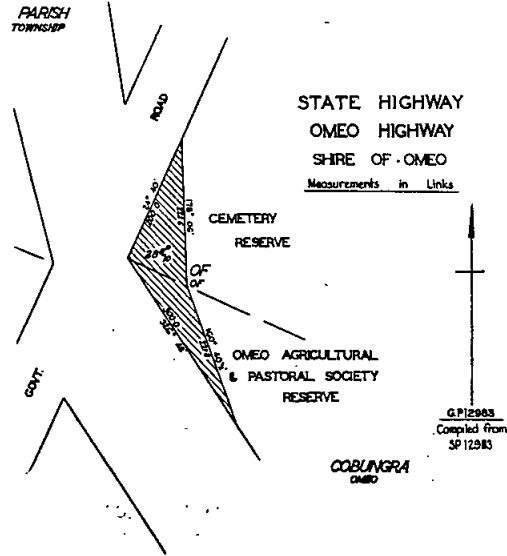 PARISH
TOWNSHIP
ROAD
STATE HIGHWAY
OMEO HIGHWAY
SHIRE OF OMEO
Measurements in Links
CEMETERY
RESERVE
OF
OF
OMEO AGRICULTURAL
& PASTORAL SOCIETY
RESERVE
GOVT.
G.P.12983
Compiled from
SP 12983
COBUNGRA
OMEO